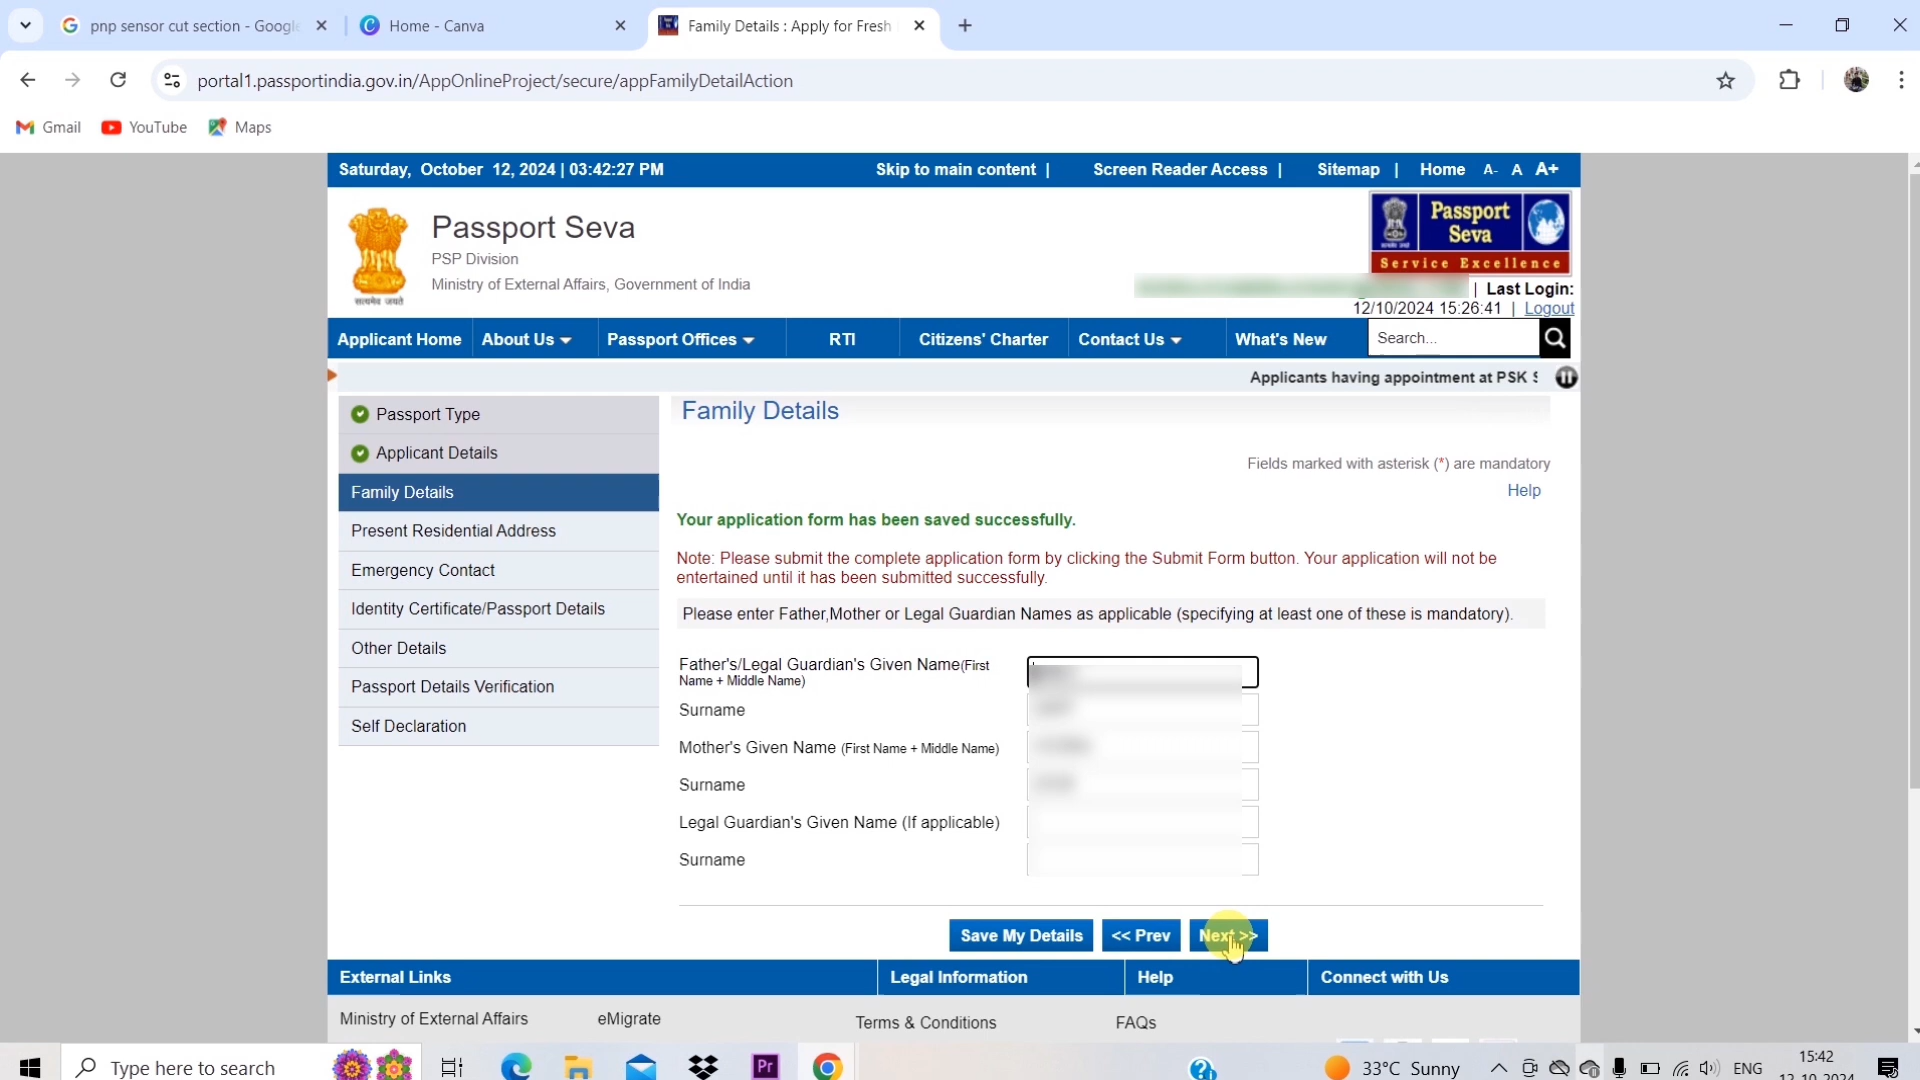 pnp sensor cut section - Google
Home - Canva
Family Details : Apply for Fresh
portal1.passportindia.gov.in/AppOnlineProject/secure/appFamilyDetailAction
Gmail YouTube Maps
Saturday, October 12, 2024 | 03:42:27 PM Skip to main content | Screen Reader Access | Sitemap | Home A- A A+
Passport Seva
PSP Division
Ministry of External Affairs, Government of India
सत्यमेव जयते
Passport
Seva
Service Excellence
| Last Login:
12/10/2024 15:26:41 | Logout
Applicant Home About Us Passport Offices RTI Citizens' Charter Contact Us What's New Search...
Applicants having appointment at PSK
Passport Type
Applicant Details
Family Details
Present Residential Address
Emergency Contact
Identity Certificate/Passport Details
Other Details
Passport Details Verification
Self Declaration
Family Details
Fields marked with asterisk (*) are mandatory
Help
Your application form has been saved successfully.
Note: Please submit the complete application form by clicking the Submit Form button. Your application will not be
entertained until it has been submitted successfully.
Please enter Father,Mother or Legal Guardian Names as applicable (specifying at least one of these is mandatory).
Father's/Legal Guardian's Given Name(First
Name + Middle Name)
Surname
Mother's Given Name (First Name + Middle Name)
Surname
Legal Guardian's Given Name (If applicable)
Surname
Save My Details << Prev Next >>
External Links Legal Information Help Connect with Us
Ministry of External Affairs eMigrate Terms & Conditions FAQs
Type here to search
Pr
33°C Sunny
ENG
15:42
12-10-2024